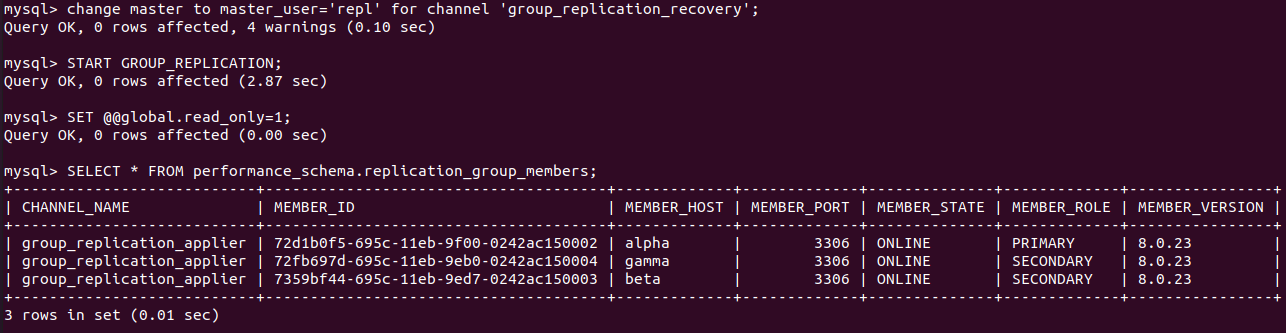 mysql> change master to master_user='repl' for channel 'group_replication_recovery';
Query OK, 0 rows affected, 4 warnings (0.10 sec)
mysql> START GROUP_REPLICATION;
Query OK, 0 rows affected (2.87 sec)
mysql> SET @@global.read_only=1;
Query OK, 0 rows affected (0.00 sec)
mysql> SELECT * FROM performance_schema.replication_group_members;
+---------------------------+--------------------------------------+-------------+-------------+--------------+-------------+----------------+
| CHANNEL_NAME              | MEMBER_ID                            | MEMBER_HOST | MEMBER_PORT | MEMBER_STATE | MEMBER_ROLE | MEMBER_VERSION |
+---------------------------+--------------------------------------+-------------+-------------+--------------+-------------+----------------+
| group_replication_applier | 72d1b0f5-695c-11eb-9f00-0242ac150002 | alpha       |        3306 | ONLINE       | PRIMARY     | 8.0.23         |
| group_replication_applier | 72fb697d-695c-11eb-9eb0-0242ac150004 | gamma       |        3306 | ONLINE       | SECONDARY   | 8.0.23         |
| group_replication_applier | 7359bf44-695c-11eb-9ed7-0242ac150003 | beta        |        3306 | ONLINE       | SECONDARY   | 8.0.23         |
+---------------------------+--------------------------------------+-------------+-------------+--------------+-------------+----------------+
3 rows in set (0.01 sec)